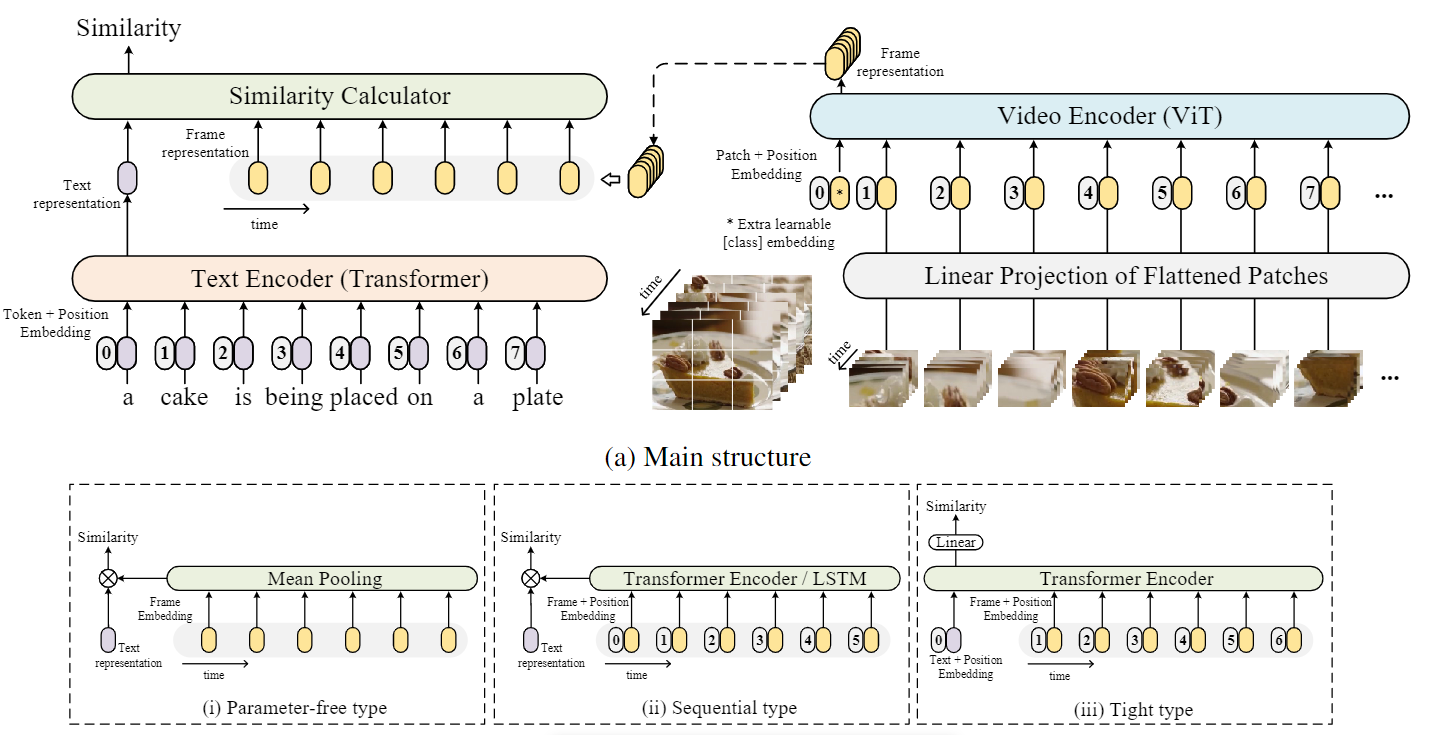 Similarity
Similarity Calculator
Frame
representation
Text
representation
time
Text Encoder (Transformer)
Token + Position
Embedding
0 1 2 3 4 5 6 7
a cake is being placed on a plate
Frame
representation
Video Encoder (ViT)
Patch + Position
Embedding
0 * 1 2 3 4 5 6 7 ...
* Extra learnable
[class] embedding
Linear Projection of Flattened Patches
time
time
...
(a) Main structure
Similarity
Mean Pooling
Frame
Embedding
Text
representation
time
(i) Parameter-free type
Similarity
Transformer Encoder / LSTM
Frame + Position
Embedding
0 1 2 3 4 5
Text
representation
time
(ii) Sequential type
Similarity
Linear
Transformer Encoder
Frame + Position
Embedding
0 1 2 3 4 5 6
Text + Position
Embedding
time
(iii) Tight type